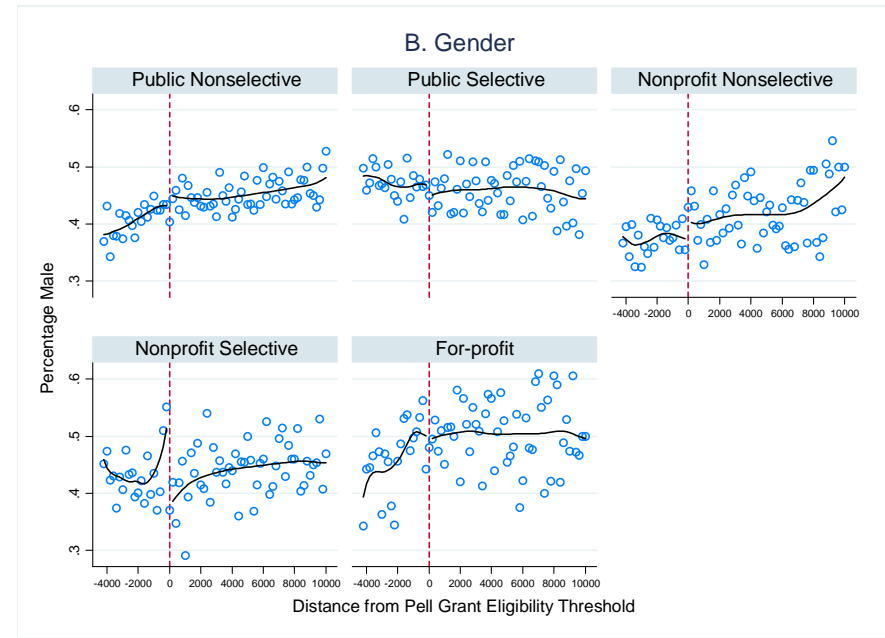 B. Gender
Public Nonselective
Public Selective
Nonprofit Nonselective
.6
.5
.4
.3
-4000 -2000 0 2000 4000 6000 8000 10000
Nonprofit Selective
For-profit
.6
.5
.4
.3
-4000 -2000 0 2000 4000 6000 8000 10000
-4000 -2000 0 2000 4000 6000 8000 10000
Percentage Male
Distance from Pell Grant Eligibility Threshold